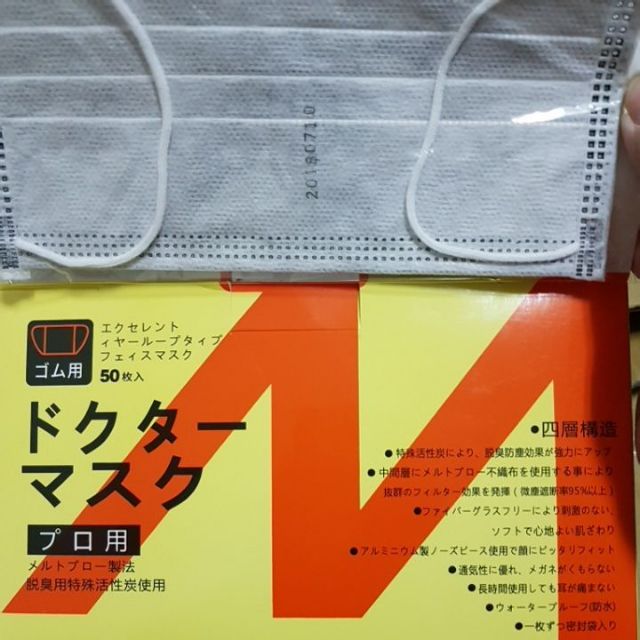 20180710
エクセレント
ィヤーループタイプ
フェイスマスク
50枚入
ゴム用
ドクター
マスク
プロ用
メルトブロー製法
脱臭用特殊活性炭使用
●四層構造
●特殊活性炭により、脱臭防塵効果が強力にアップ
●中間層にメルトブロー不織布を使用する事により
抜群のフィルター効果を発揮(微塵遮断率95%以上)
●ファイバーグラスフリーにより刺激のない、
ソフトで心地よい肌ざわり
●アルミニウム製ノーズピース使用で顔にピッタリフィット
●通気性に優れ、メガネがくもらない
●長時間使用しても耳が痛まない
●ウォータープルーフ(防水)
●一枚ずつ密封袋入り